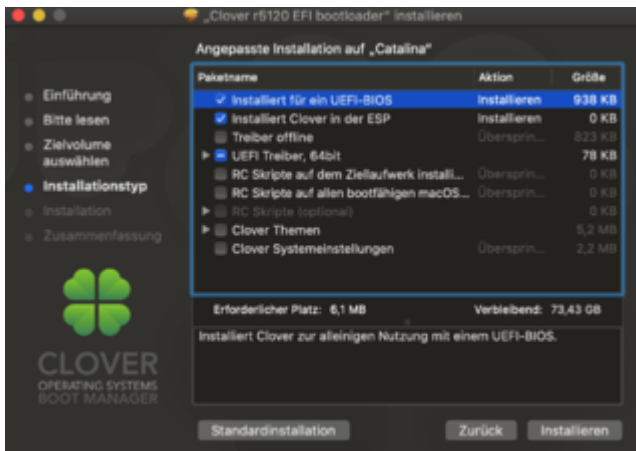 „Clover r5120 EFI bootloader“ installieren
Angepasste Installation auf „Catalina“
Einführung
Bitte lesen
Zielvolume
auswählen
Installationstyp
Installation
Zusammenfassung
CLOVER
OPERATING SYSTEMS
BOOT MANAGER
Paketname Aktion Größe
Installiert für ein UEFI-BIOS Installieren 938 KB
Installiert Clover in der ESP Installieren 0 KB
Treiber offline Übersprin... 823 KB
UEFI Treiber, 64bit 78 KB
RC Skripte auf dem Ziellaufwerk installi... Übersprin... 0 KB
RC Skripte auf allen bootfähigen macOS... Übersprin... 0 KB
RC Skripte (optional) 0 KB
Clover Themen 5,2 MB
Clover Systemeinstellungen Übersprin... 2,2 MB
Erforderlicher Platz: 6,1 MB Verbleibend: 73,43 GB
Installiert Clover zur alleinigen Nutzung mit einem UEFI-BIOS.
Standardinstallation Zurück Installieren